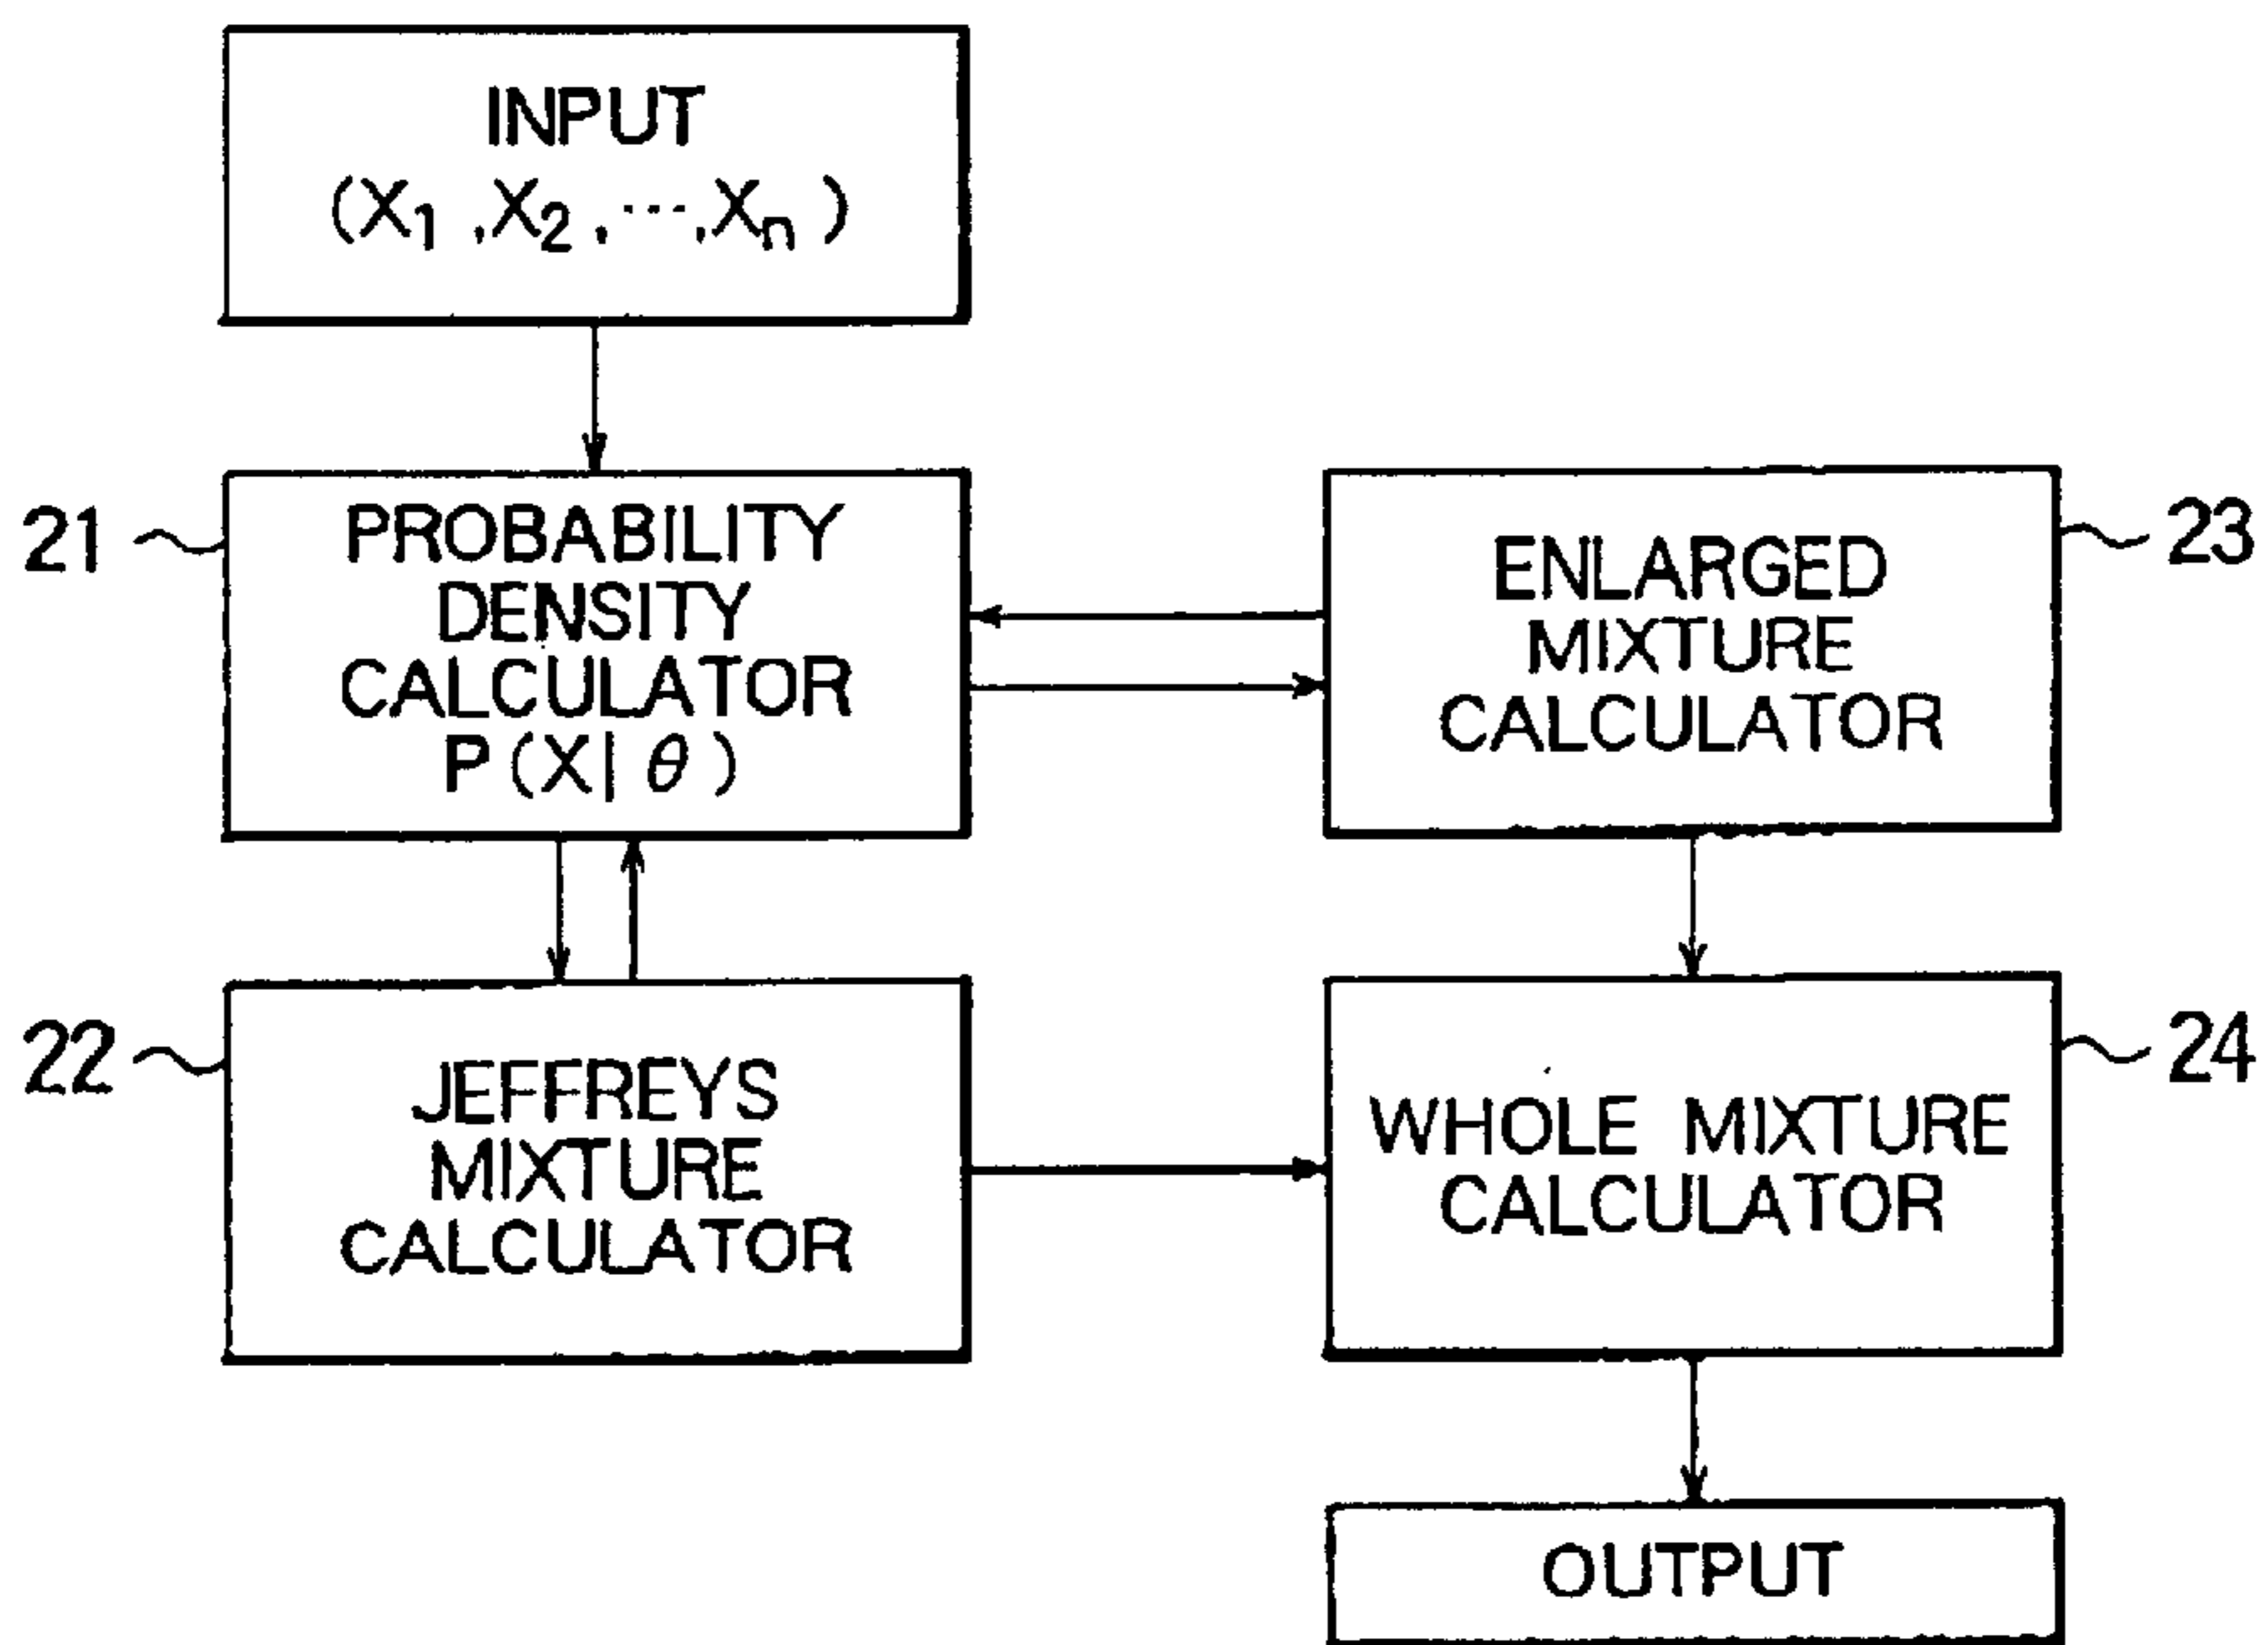 INPUT
(X₁ ,X₂ , ··· ,Xₙ )
21
PROBABILITY
DENSITY
CALCULATOR
P (X| θ )
23
ENLARGED
MIXTURE
CALCULATOR
22
JEFFREYS
MIXTURE
CALCULATOR
24
WHOLE MIXTURE
CALCULATOR
OUTPUT